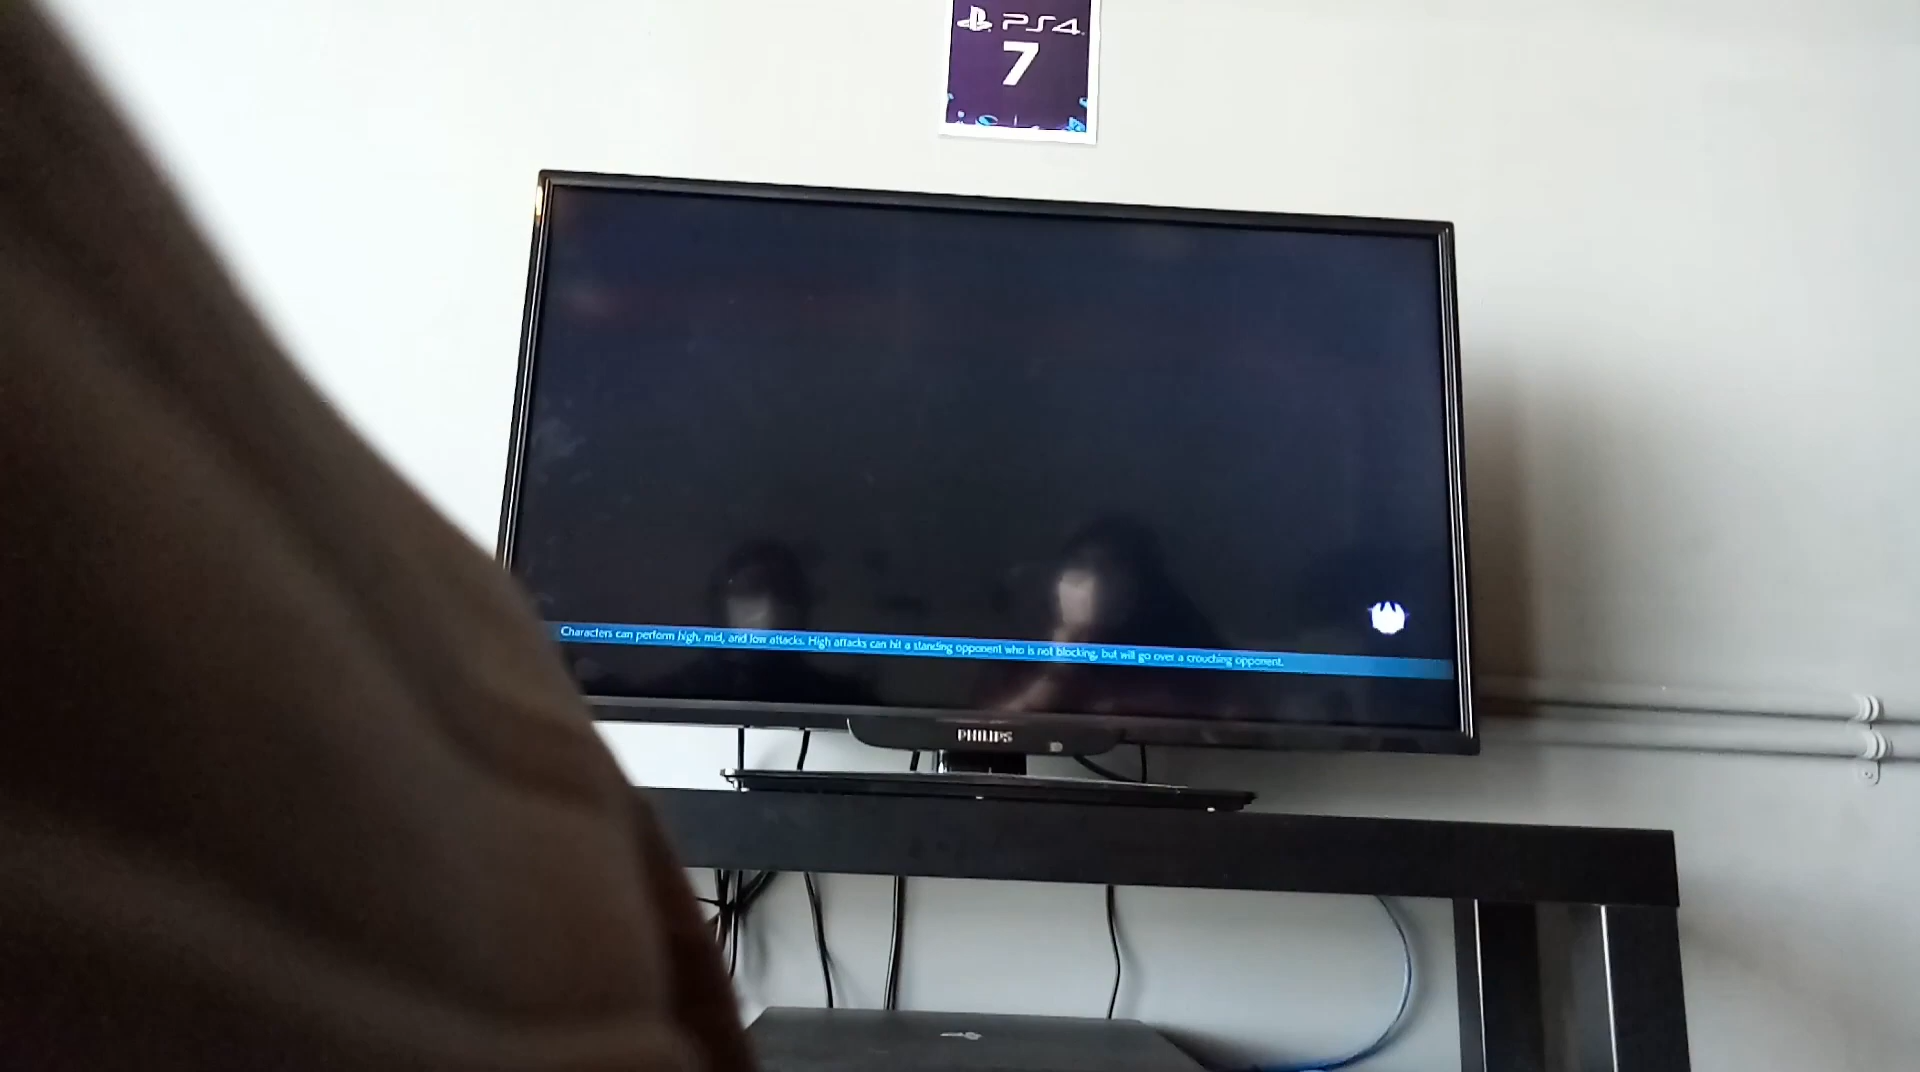 PS4
7
Characters can perform high, mid, and low attacks. High attacks can hit a standing opponent who is not blocking, but will go over a crouching opponent.
PHILIPS